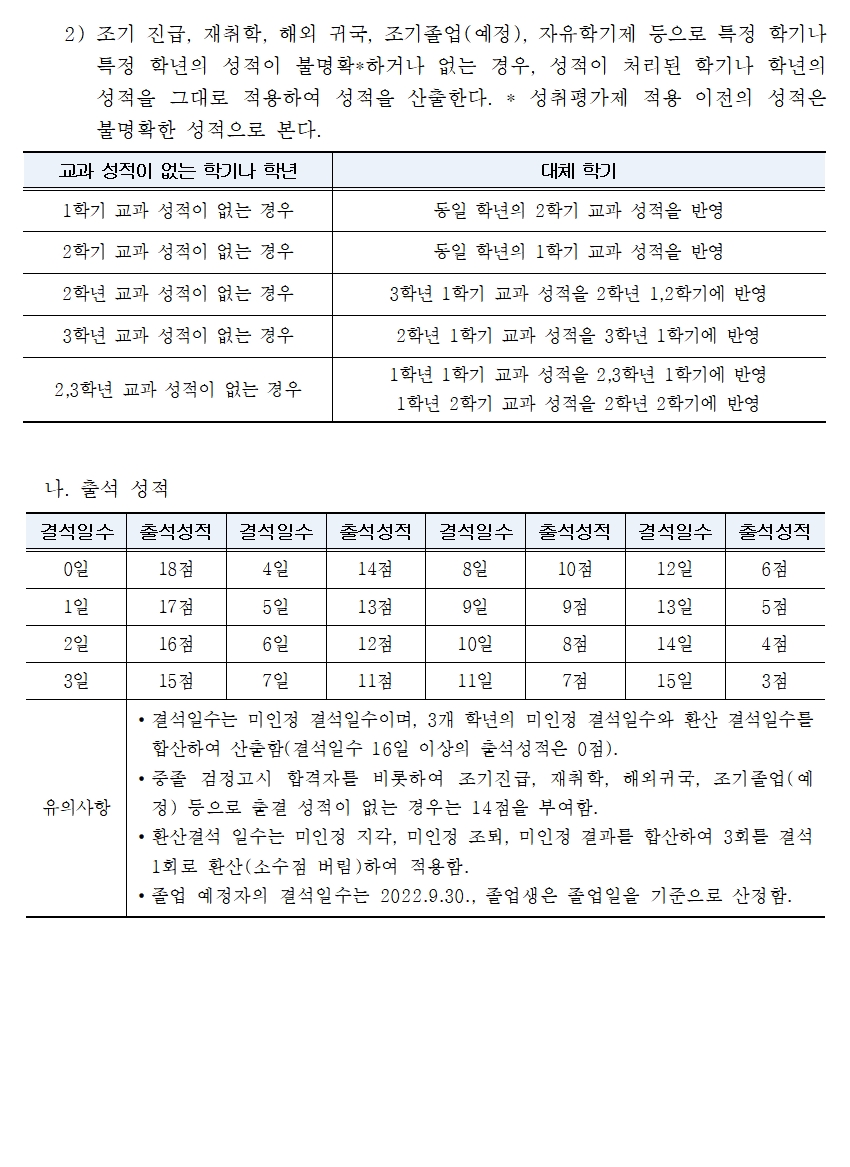 2) 조기 진급, 재취학, 해외 귀국, 조기졸업(예정), 자유학기제 등으로 특정 학기나
특정 학년의 성적이 불명확*하거나 없는 경우, 성적이 처리된 학기나 학년의
성적을 그대로 적용하여 성적을 산출한다. * 성취평가제 적용 이전의 성적은
불명확한 성적으로 본다.
교과 성적이 없는 학기나 학년 대체 학기
1학기 교과 성적이 없는 경우 동일 학년의 2학기 교과 성적을 반영
2학기 교과 성적이 없는 경우 동일 학년의 1학기 교과 성적을 반영
2학년 교과 성적이 없는 경우 3학년 1학기 교과 성적을 2학년 1,2학기에 반영
3학년 교과 성적이 없는 경우 2학년 1학기 교과 성적을 3학년 1학기에 반영
2,3학년 교과 성적이 없는 경우 1학년 1학기 교과 성적을 2,3학년 1학기에 반영
1학년 2학기 교과 성적을 2학년 2학기에 반영
나. 출석 성적
결석일수 출석성적 결석일수 출석성적 결석일수 출석성적 결석일수 출석성적
0일 18점 4일 14점 8일 10점 12일 6점
1일 17점 5일 13점 9일 9점 13일 5점
2일 16점 6일 12점 10일 8점 14일 4점
3일 15점 7일 11점 11일 7점 15일 3점
유의사항
• 결석일수는 미인정 결석일수이며, 3개 학년의 미인정 결석일수와 환산 결석일수를
합산하여 산출함(결석일수 16일 이상의 출석성적은 0점).
• 중졸 검정고시 합격자를 비롯하여 조기진급, 재취학, 해외귀국, 조기졸업(예
정) 등으로 출결 성적이 없는 경우는 14점을 부여함.
• 환산결석 일수는 미인정 지각, 미인정 조퇴, 미인정 결과를 합산하여 3회를 결석
1회로 환산(소수점 버림)하여 적용함.
• 졸업 예정자의 결석일수는 2022.9.30., 졸업생은 졸업일을 기준으로 산정함.